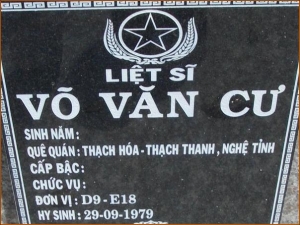 LIỆT SĨ
VÕ VĂN CƯ
SINH NĂM :
QUÊ QUÁN : THẠCH HÓA - THẠCH THANH , NGHỆ TỈNH
CẤP BẬC :
CHỨC VỤ :
ĐƠN VỊ : D9 - E18
HY SINH : 29-09-1979